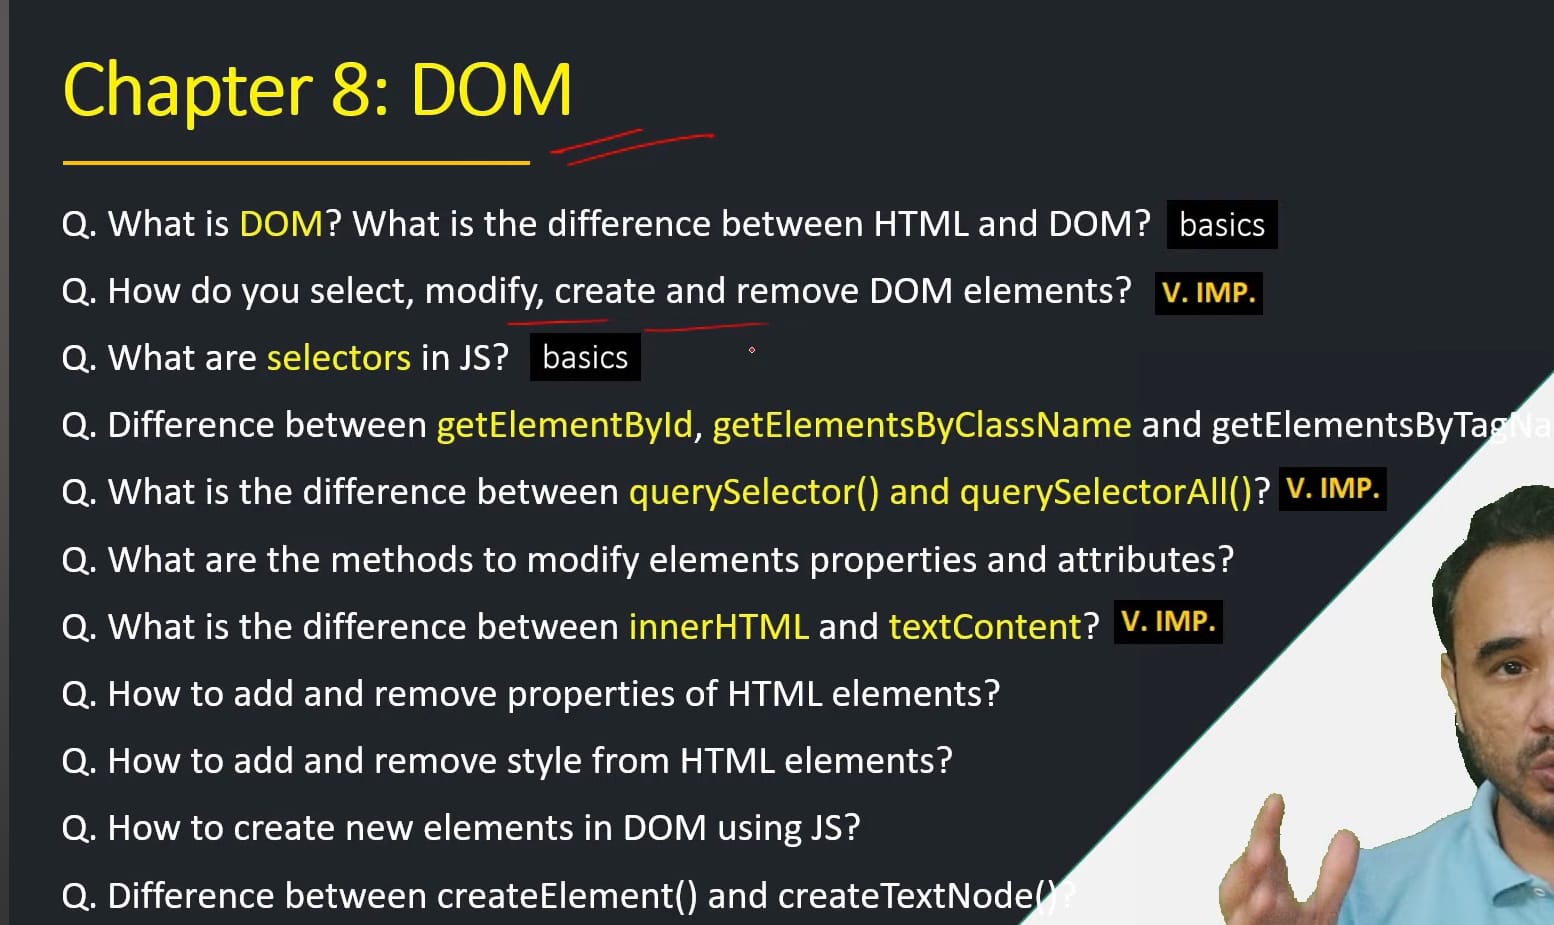 Chapter 8: DOM
Q. What is DOM? What is the difference between HTML and DOM? basics
Q. How do you select, modify, create and remove DOM elements? V. IMP.
Q. What are selectors in JS? basics
Q. Difference between getElementById, getElementsByClassName and getElementsByTagNa
Q. What is the difference between querySelector() and querySelectorAll()? V. IMP.
Q. What are the methods to modify elements properties and attributes?
Q. What is the difference between innerHTML and textContent? V. IMP.
Q. How to add and remove properties of HTML elements?
Q. How to add and remove style from HTML elements?
Q. How to create new elements in DOM using JS?
Q. Difference between createElement() and createTextNode()?